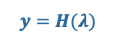 y = H(λ)